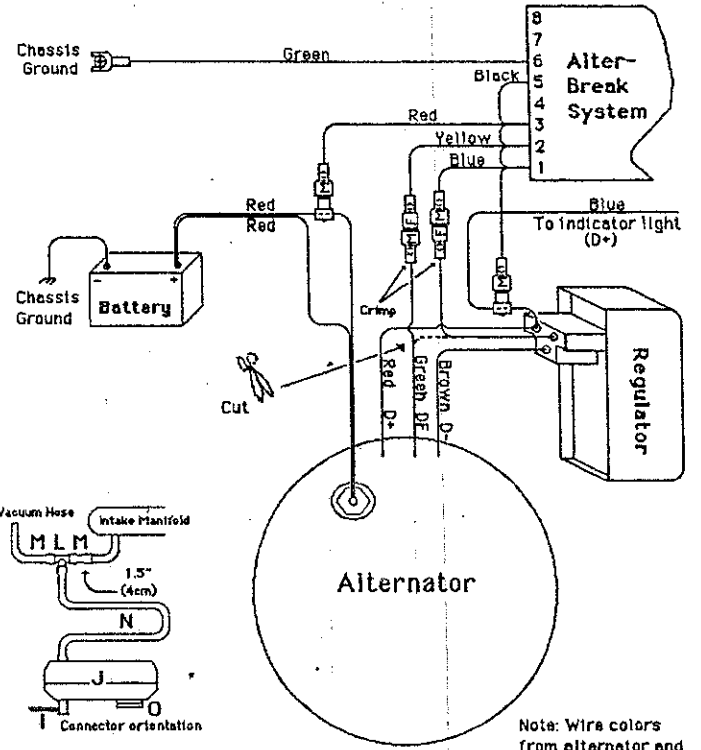 Chassis
Ground
Green
8
7
6
5
4
3
2
1
Alter-
Break
System
Black
Red
Yellow
Blue
M
Red
Red
F
M
M
F
Blue
To indicator light
(D+)
M
Chassis
Ground
-
+
Battery
Crimp
Cut
Red D+
Green DF
Brown D-
Regulator
Alternator
Vacuum Hose
Intake Manifold
M L M
1.5"
(4cm)
N
J
I
O
Connector orientation
Note: Wire colors
from alternator and